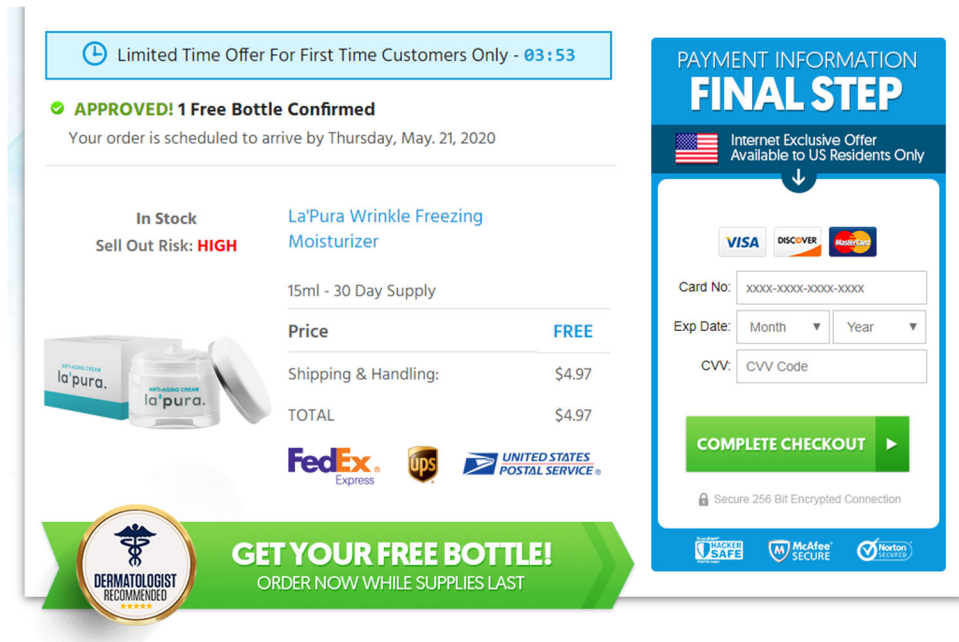 Limited Time Offer For First Time Customers Only - 03:53
APPROVED! 1 Free Bottle Confirmed
Your order is scheduled to arrive by Thursday, May. 21, 2020
In Stock
Sell Out Risk: HIGH
La'Pura Wrinkle Freezing
Moisturizer
15ml - 30 Day Supply
Price FREE
Shipping & Handling: $4.97
TOTAL $4.97
ANTI-AGING CREAM
la'pura.
ANTI-AGING CREAM
la'pura.
FedEx®
Express
ups
UNITED STATES
POSTAL SERVICE®
DERMATOLOGIST
RECOMMENDED
GET YOUR FREE BOTTLE!
ORDER NOW WHILE SUPPLIES LAST
PAYMENT INFORMATION
FINAL STEP
Internet Exclusive Offer
Available to US Residents Only
VISA DISCOVER MasterCard
Card No: xxxx-xxxx-xxxx-xxxx
Exp Date: Month Year
CVV: CVV Code
COMPLETE CHECKOUT
Secure 256 Bit Encrypted Connection
HACKER
SAFE
McAfee®
SECURE
Norton
SECURED